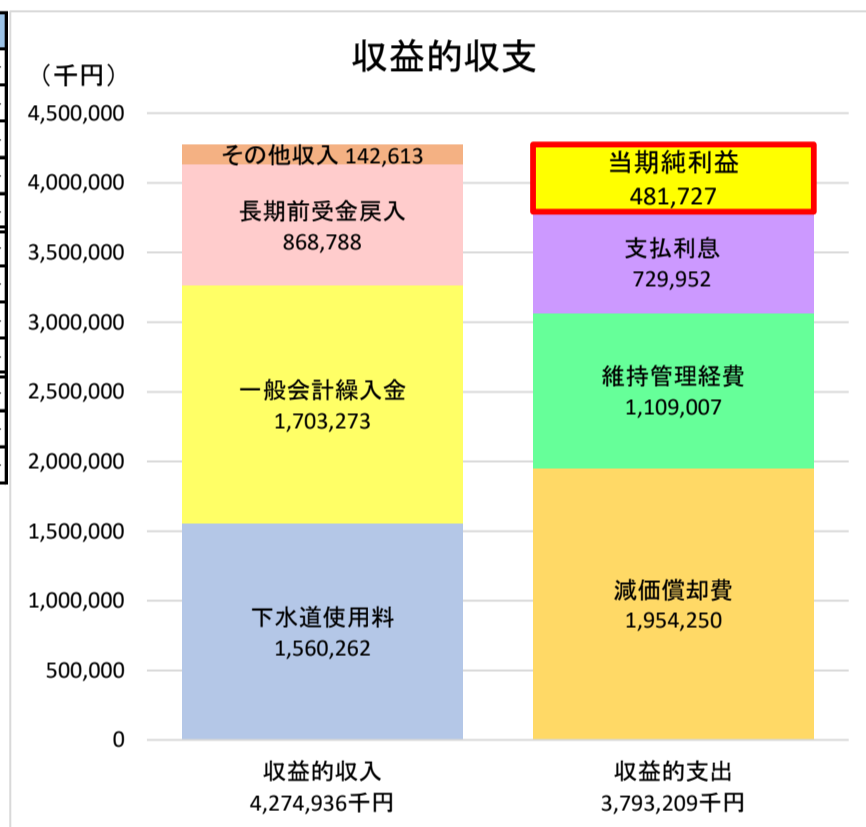 収益的収支
（千円）
4,500,000
4,000,000
3,500,000
3,000,000
2,500,000
2,000,000
1,500,000
1,000,000
500,000
0
その他収入 142,613
長期前受金戻入
868,788
一般会計繰入金
1,703,273
下水道使用料
1,560,262
当期純利益
481,727
支払利息
729,952
維持管理経費
1,109,007
減価償却費
1,954,250
収益的収入
4,274,936千円
収益的支出
3,793,209千円